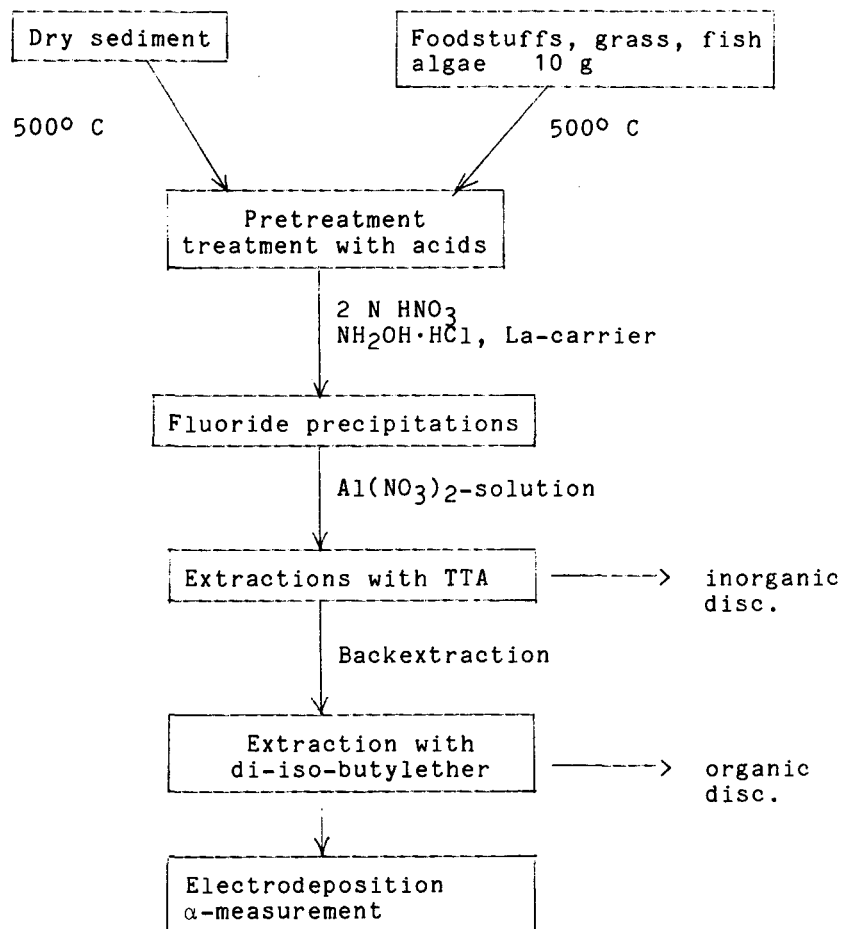 Dry sediment
Foodstuffs, grass, fish
algae 10 g
500º C
500º C
Pretreatment
treatment with acids
2 N HNO3
NH2OH·HCl, La-carrier
Fluoride precipitations
Al(NO3)2-solution
Extractions with TTA
inorganic
disc.
Backextraction
Extraction with
di-iso-butylether
organic
disc.
Electrodeposition
α-measurement